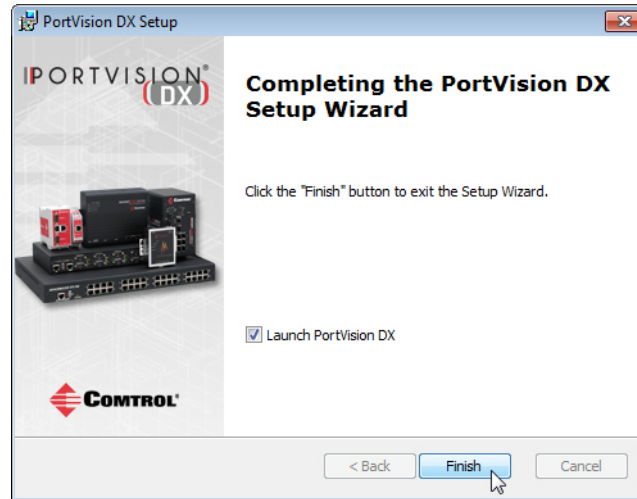 PortVision DX Setup
PORTVISION®
(DX)
Completing the PortVision DX
Setup Wizard
Click the "Finish" button to exit the Setup Wizard.
Launch PortVision DX
COMTROL
< Back
Finish
Cancel